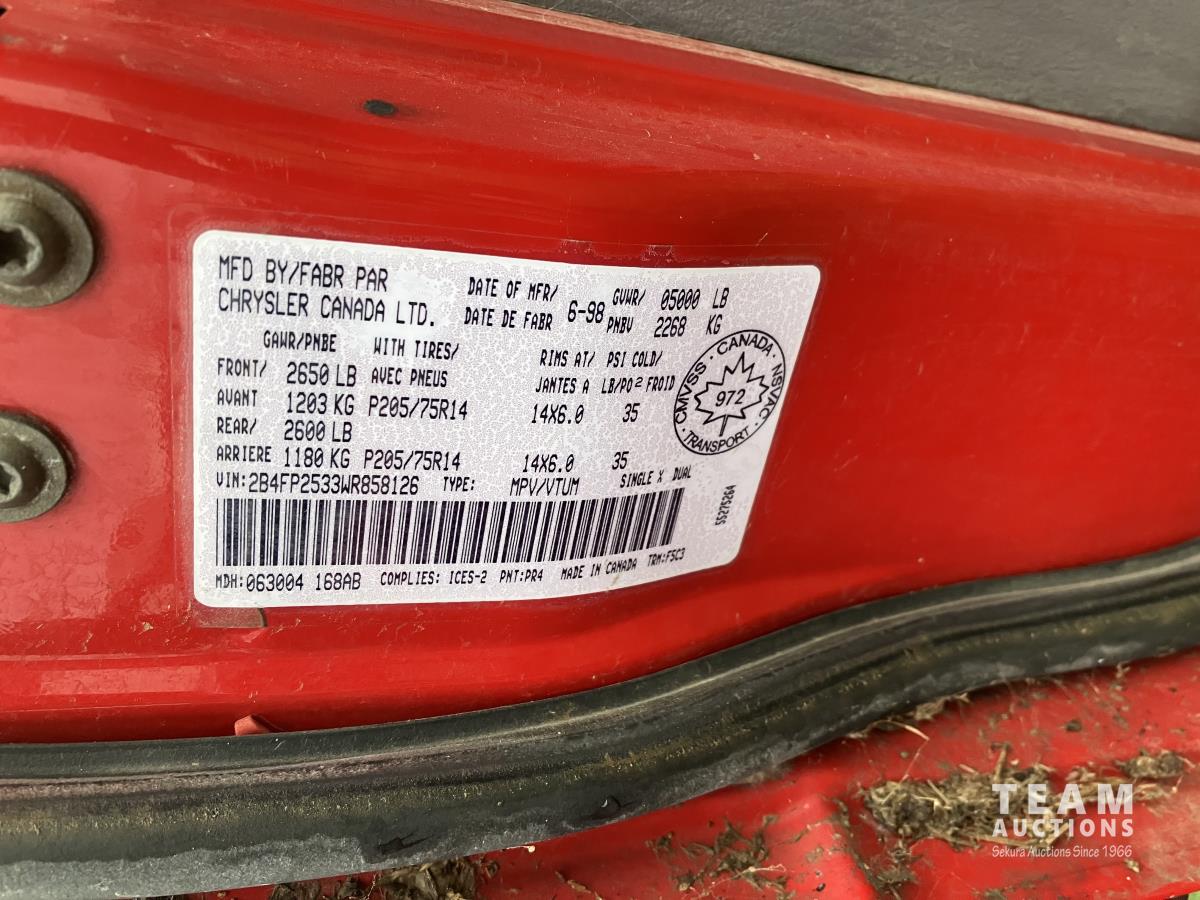 MFD BY/FABR PAR
CHRYSLER CANADA LTD.
DATE OF MFR/
DATE DE FABR
6-98
GVWR/ 05000 LB
PNBV 2268 KG
GAWR/PNBE WITH TIRES/ RIMS AT/ PSI COLD/
FRONT/ 2650 LB AVEC PNEUS JANTES A LB/PO² FROID
AVANT 1203 KG P205/75R14 14X6.0 35
REAR/ 2600 LB
ARRIERE 1180 KG P205/75R14 14X6.0 35
VIN:2B4FP2533WR858126 TYPE: MPV/VTUM SINGLE X DUAL
MDH:063004 168AB COMPLIES: ICES-2 PNT:PR4 MADE IN CANADA TRM:F5C3
55275264
CANADA
CMVSS NSVAC
972
TRANSPORT
TEAM
AUCTIONS
Sekura Auctions Since 1966